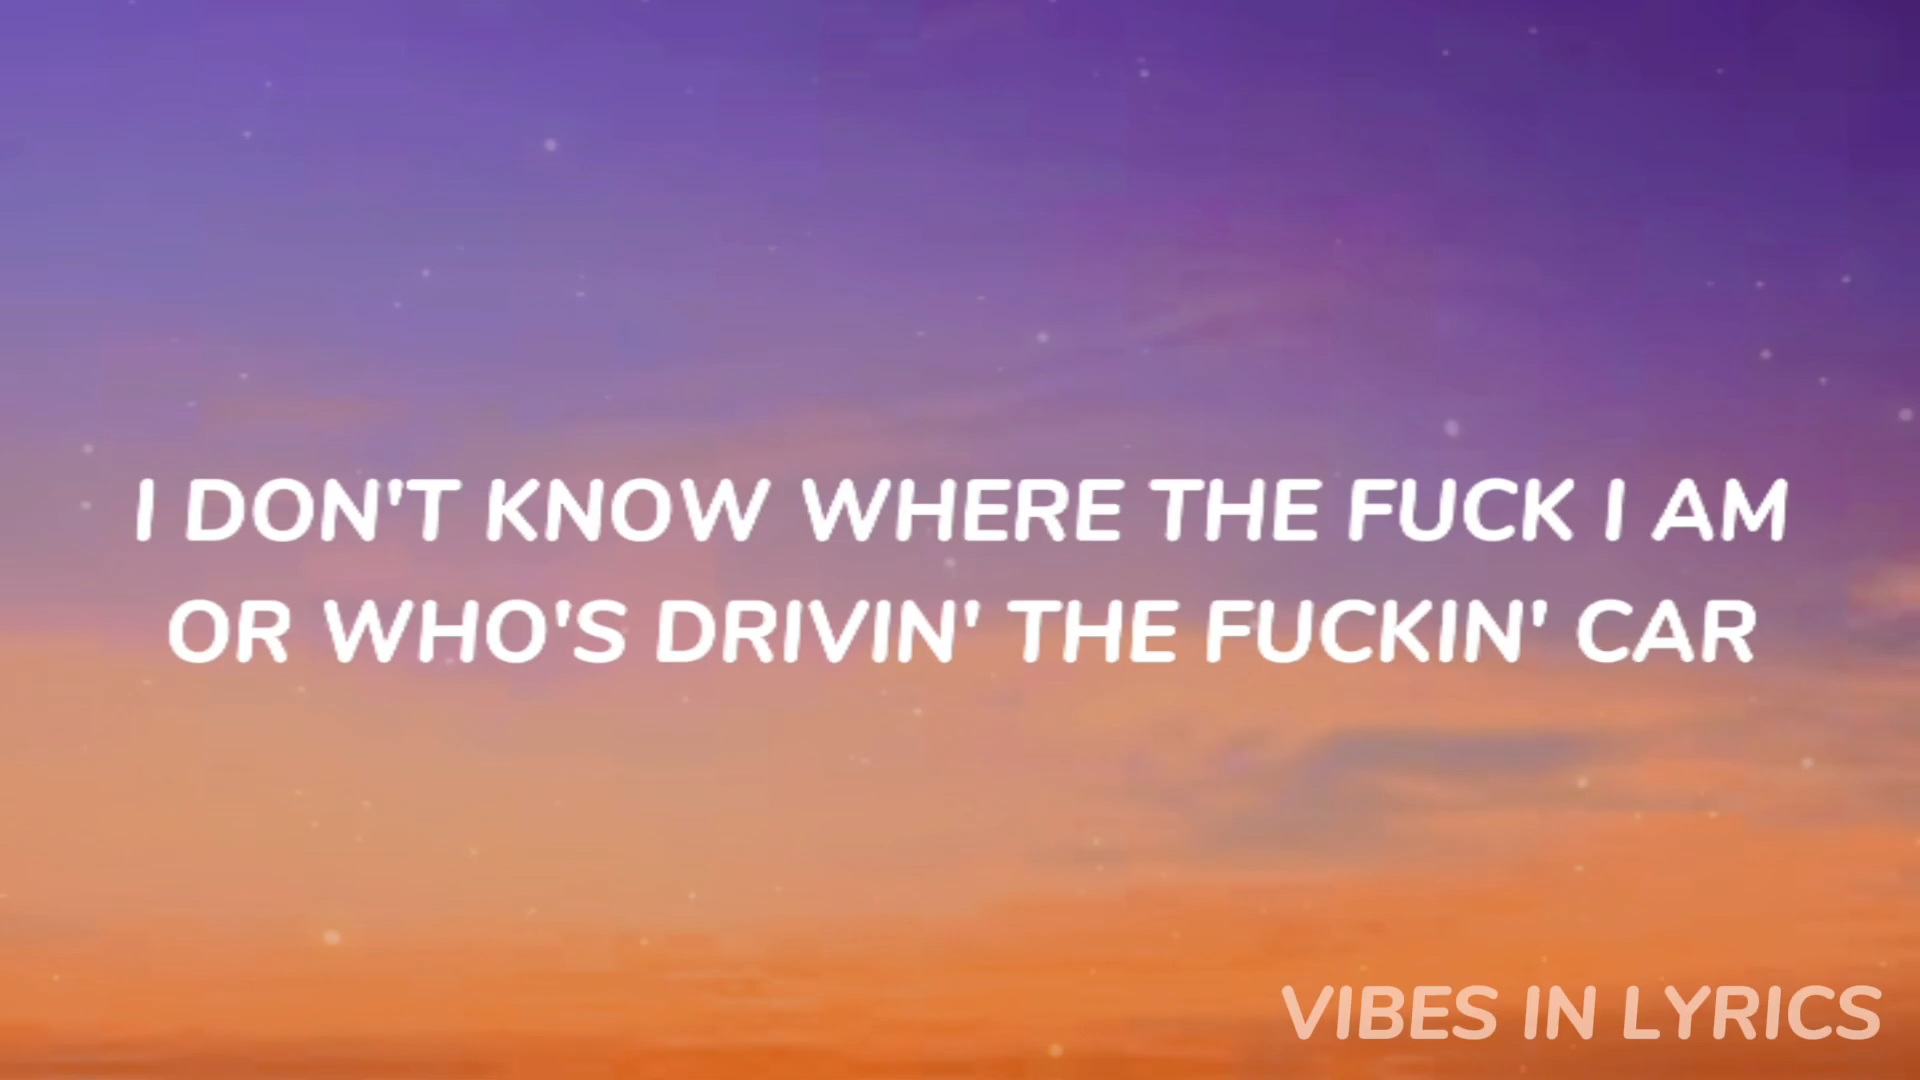 I DON'T KNOW WHERE THE FUCK I AM
OR WHO'S DRIVIN' THE FUCKIN' CAR
VIBES IN LYRICS